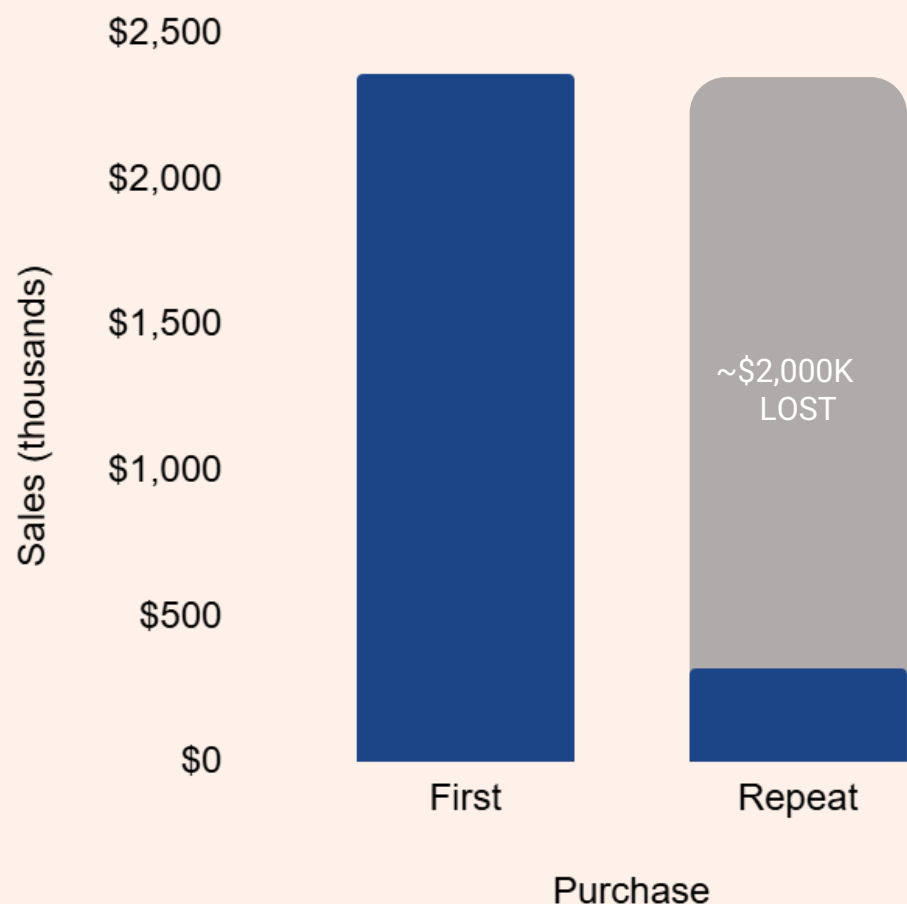 $2,500
$2,000
$1,500
$1,000
$500
$0
Sales (thousands)
~$2,000K
LOST
First
Repeat
Purchase